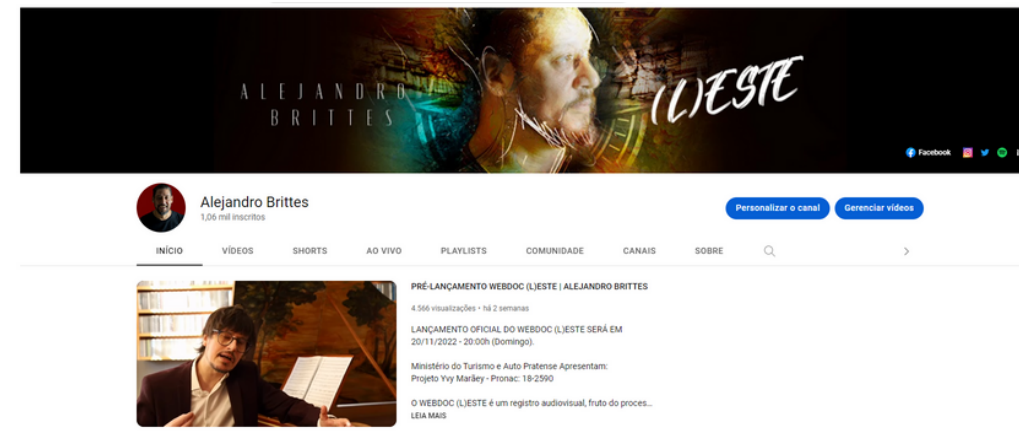 ALEJANDRO
BRITTES
(L)ESTE
Facebook
Alejandro Brittes
1,06 mil inscritos
Personalizar o canal
Gerenciar vídeos
INÍCIO VÍDEOS SHORTS AO VIVO PLAYLISTS COMUNIDADE CANAIS SOBRE
PRÉ-LANÇAMENTO WEBDOC (L)ESTE | ALEJANDRO BRITTES
4.566 visualizações • há 2 semanas
LANÇAMENTO OFICIAL DO WEBDOC (L)ESTE SERÁ EM
20/11/2022 - 20:00h (Domingo).
Ministério do Turismo e Auto Pratense Apresentam:
Projeto Yvy Marãey - Pronac: 18-2590
O WEBDOC (L)ESTE é um registro audiovisual, fruto do proces...
LEIA MAIS